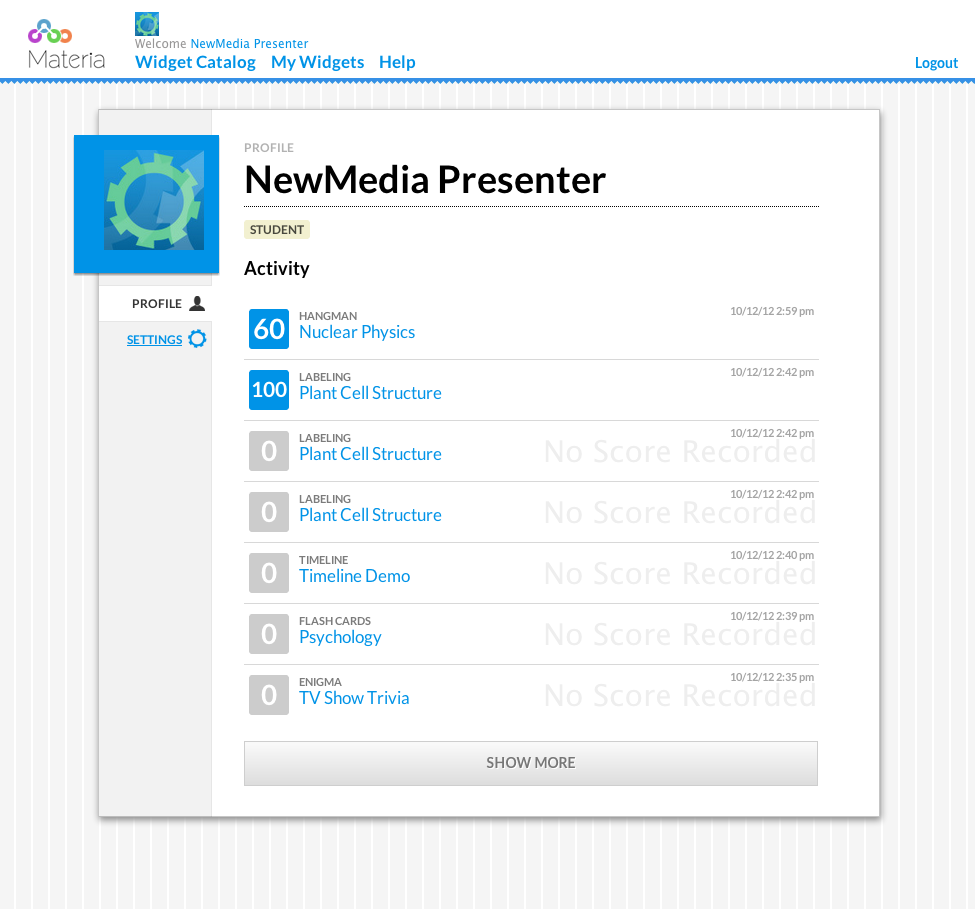 Materia
Welcome NewMedia Presenter
Widget Catalog My Widgets Help
Logout
PROFILE
SETTINGS
PROFILE
NewMedia Presenter
STUDENT
Activity
60
HANGMAN
Nuclear Physics
10/12/12 2:59 pm
100
LABELING
Plant Cell Structure
10/12/12 2:42 pm
0
LABELING
Plant Cell Structure
10/12/12 2:42 pm
No Score Recorded
0
LABELING
Plant Cell Structure
10/12/12 2:42 pm
No Score Recorded
0
TIMELINE
Timeline Demo
10/12/12 2:40 pm
No Score Recorded
0
FLASH CARDS
Psychology
10/12/12 2:39 pm
No Score Recorded
0
ENIGMA
TV Show Trivia
10/12/12 2:35 pm
No Score Recorded
SHOW MORE